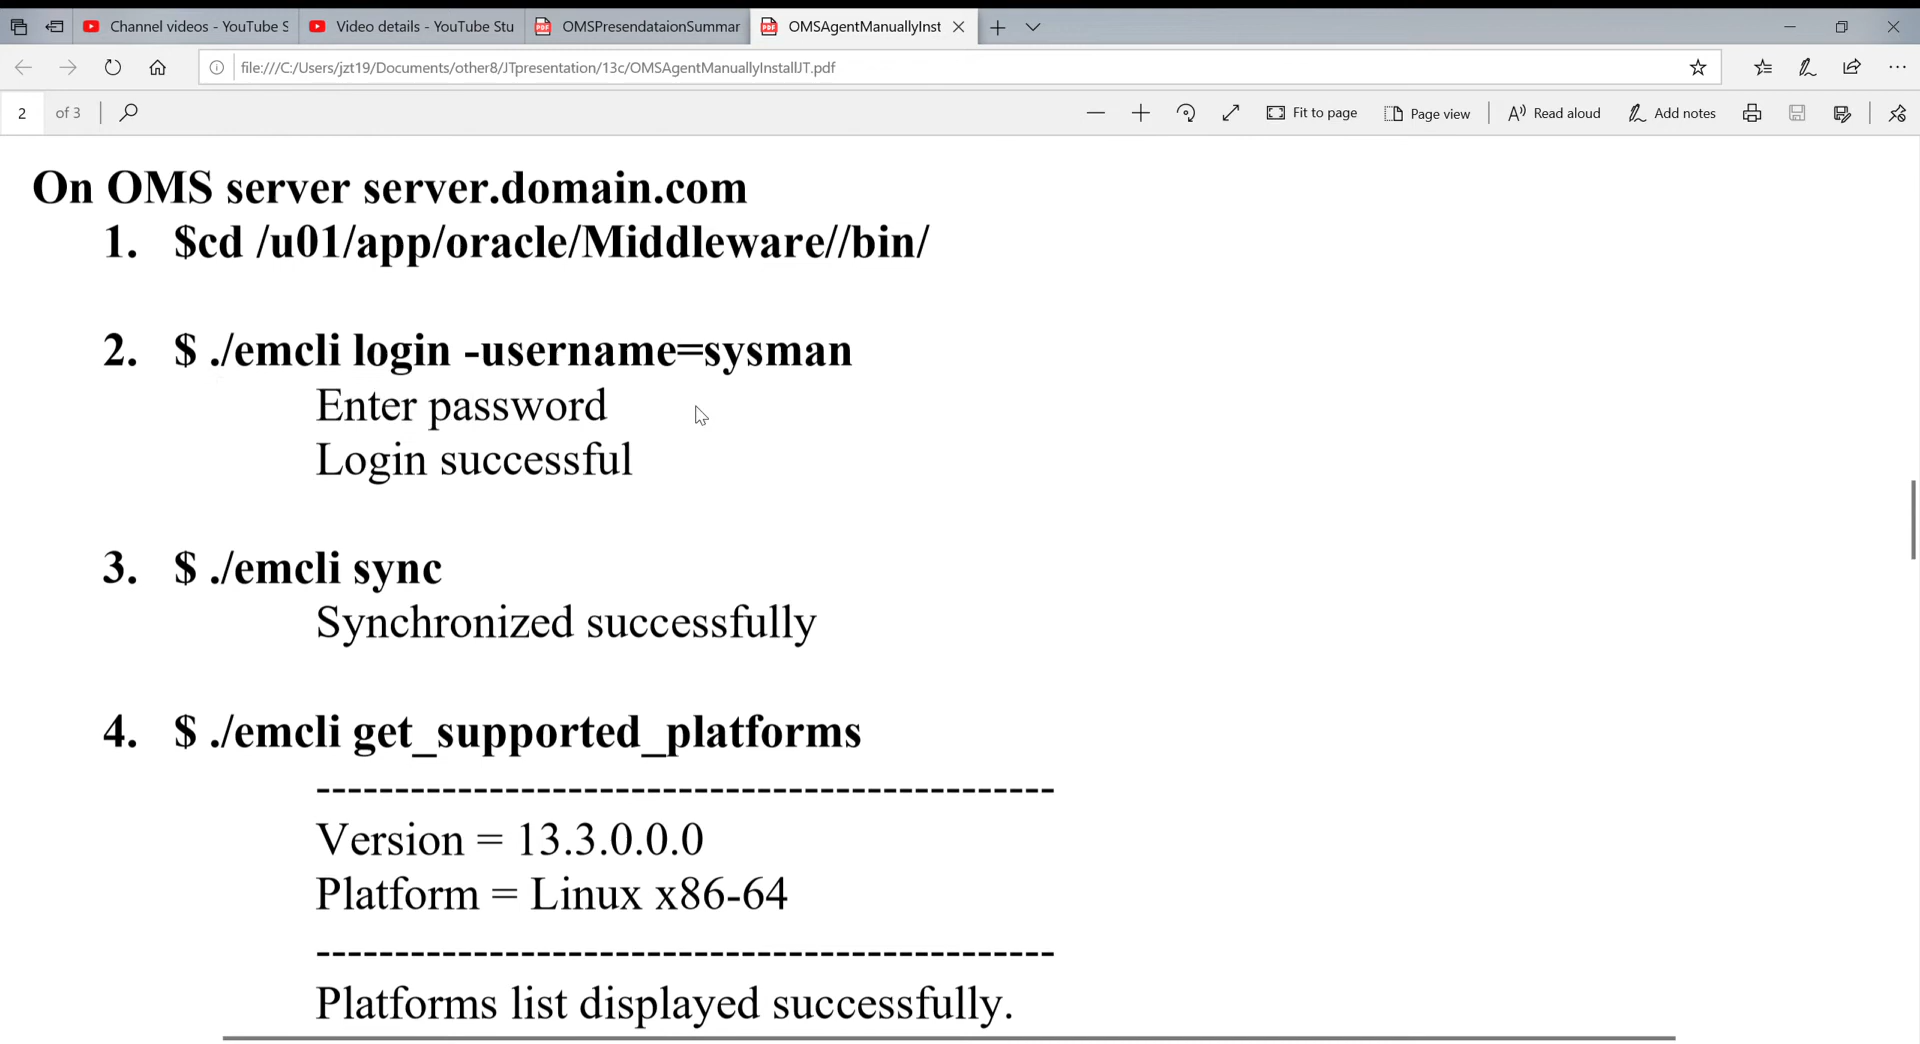 Channel videos - YouTube S
Video details - YouTube Stu
OMSPresendataionSummar
OMSAgentManuallyInst
file:///C:/Users/jzt19/Documents/other8/JTpresentation/13c/OMSAgentManuallyInstllJT.pdf
2 of 3
Fit to page
Page view
Read aloud
Add notes
On OMS server server.domain.com
1. $cd /u01/app/oracle/Middleware//bin/
2. $ ./emcli login -username=sysman
Enter password
Login successful
3. $ ./emcli sync
Synchronized successfully
4. $ ./emcli get_supported_platforms
-----------------------------------------------
Version = 13.3.0.0.0
Platform = Linux x86-64
-----------------------------------------------
Platforms list displayed successfully.